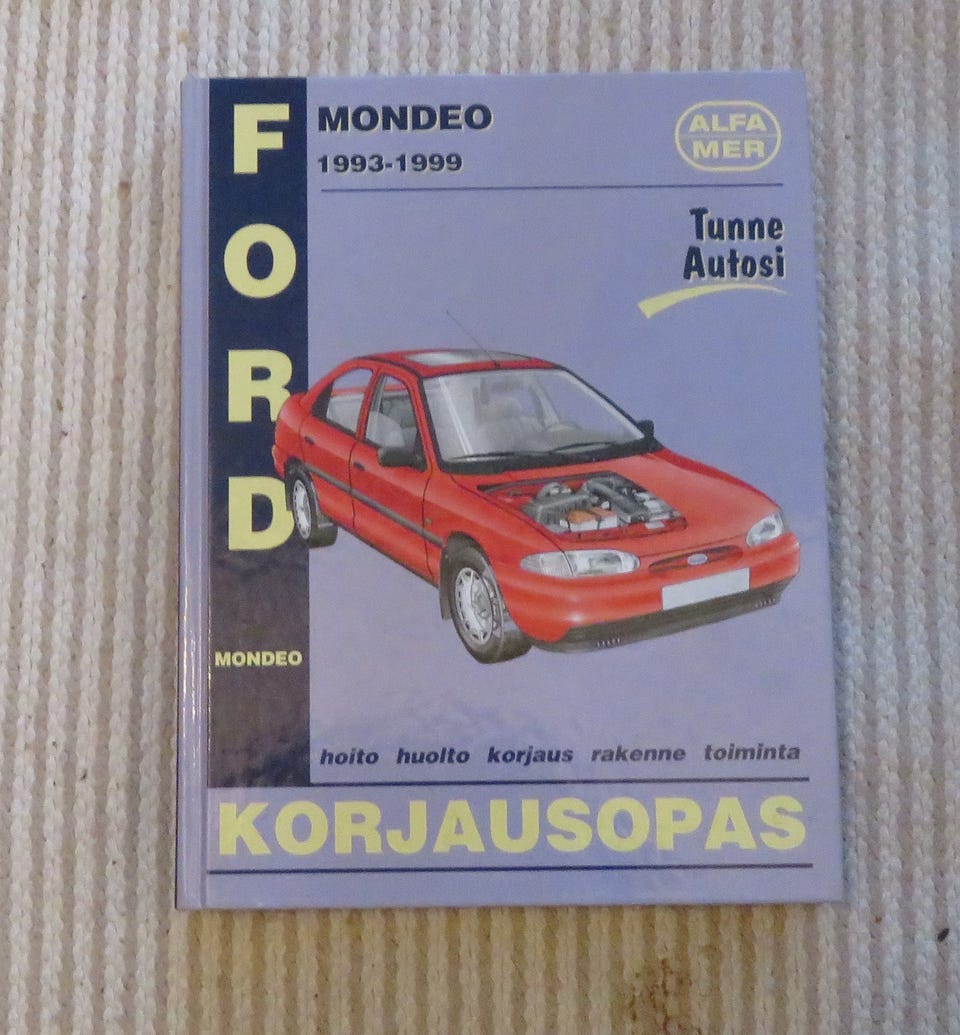 FORD
MONDEO
1993-1999
ALFA
MER
Tunne
Autosi
MONDEO
hoito huolto korjaus rakenne toiminta
KORJAUSOPAS